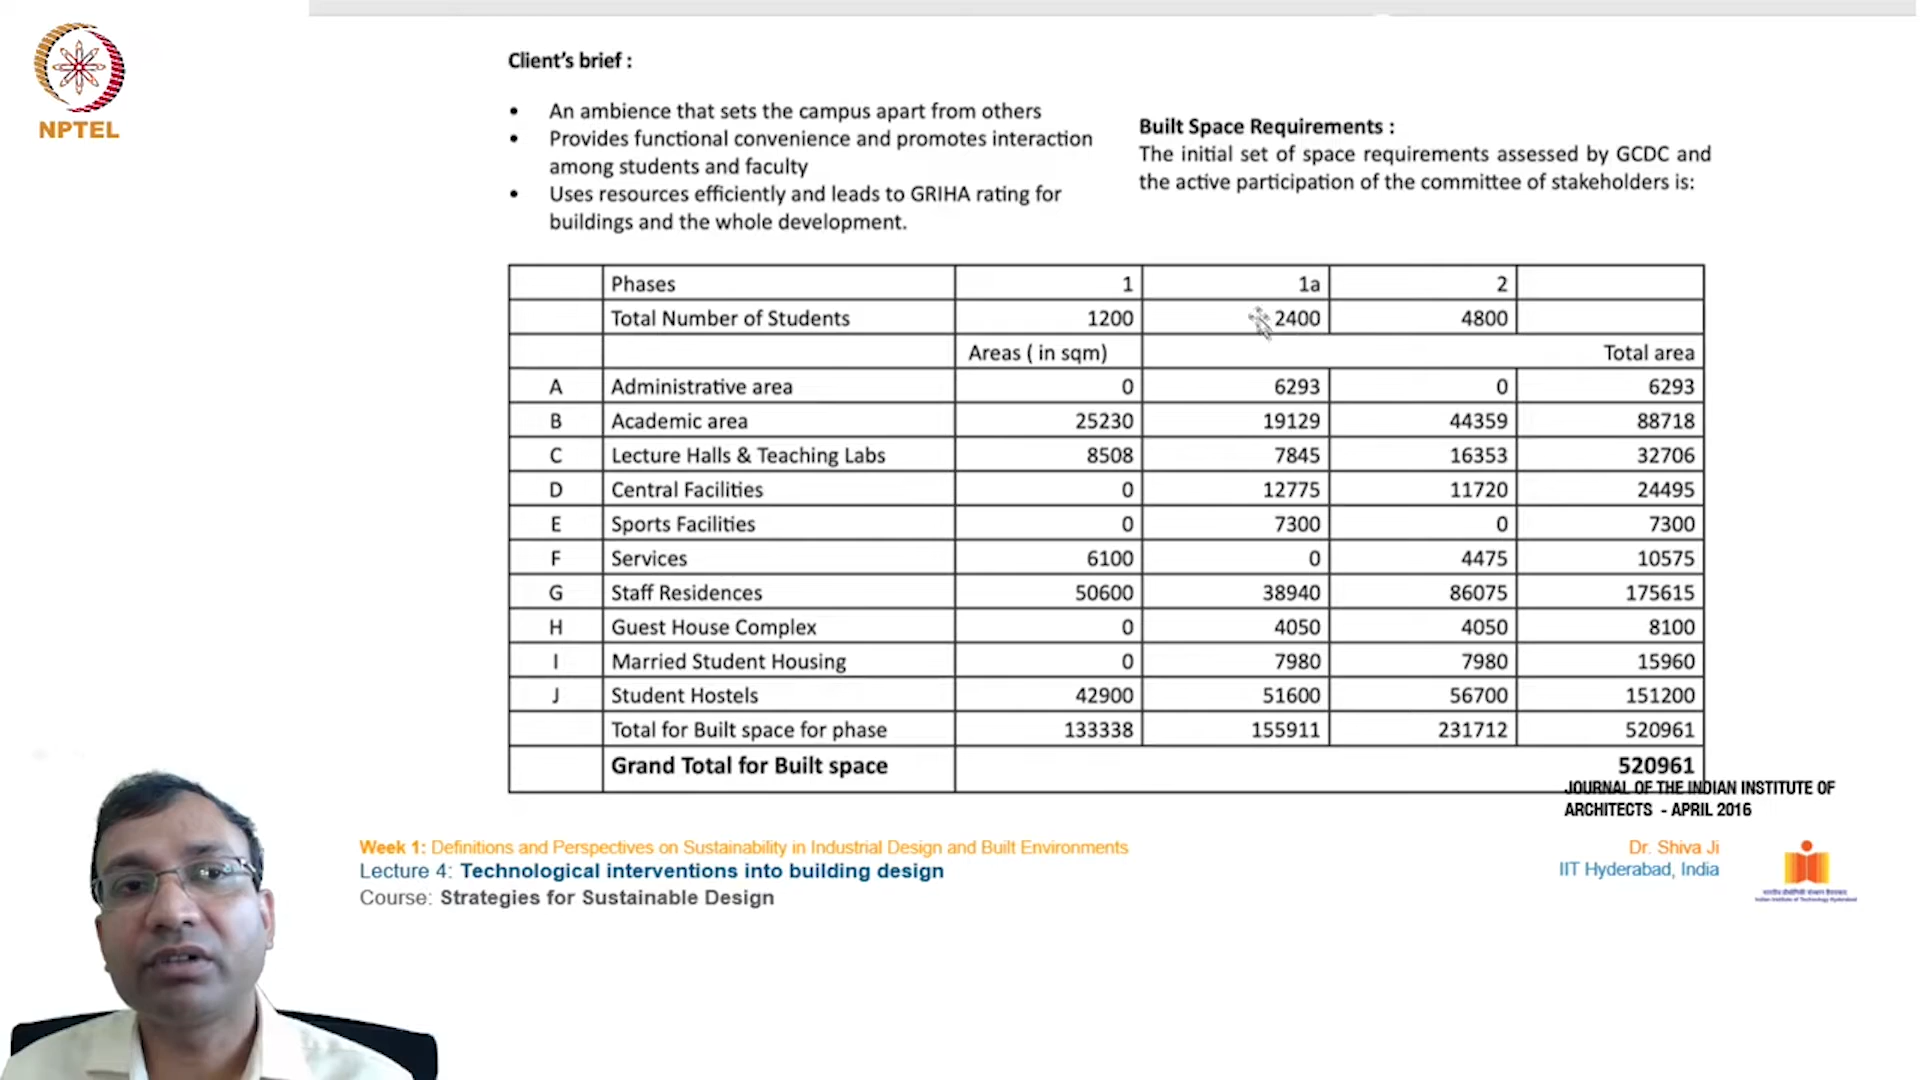 NPTEL
Client's brief :
• An ambience that sets the campus apart from others
• Provides functional convenience and promotes interaction
among students and faculty
• Uses resources efficiently and leads to GRIHA rating for
buildings and the whole development.
Built Space Requirements :
The initial set of space requirements assessed by GCDC and
the active participation of the committee of stakeholders is:
Phases 1 1a 2
Total Number of Students 1200 2400 4800
Areas ( in sqm) Total area
A Administrative area 0 6293 0 6293
B Academic area 25230 19129 44359 88718
C Lecture Halls & Teaching Labs 8508 7845 16353 32706
D Central Facilities 0 12775 11720 24495
E Sports Facilities 0 7300 0 7300
F Services 6100 0 4475 10575
G Staff Residences 50600 38940 86075 175615
H Guest House Complex 0 4050 4050 8100
I Married Student Housing 0 7980 7980 15960
J Student Hostels 42900 51600 56700 151200
Total for Built space for phase 133338 155911 231712 520961
Grand Total for Built space 520961
JOURNAL OF THE INDIAN INSTITUTE OF
ARCHITECTS - APRIL 2016
Week 1: Definitions and Perspectives on Sustainability in Industrial Design and Built Environments
Lecture 4: Technological interventions into building design
Course: Strategies for Sustainable Design
Dr. Shiva Ji
IIT Hyderabad, India
Indian Institute of Technology Hyderabad